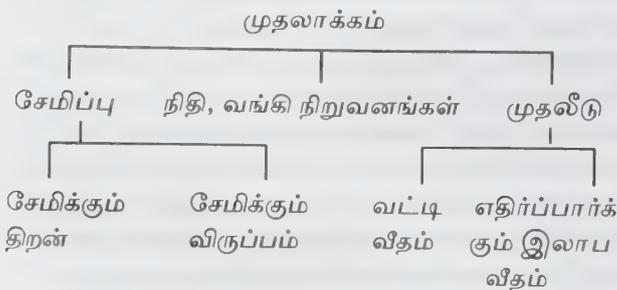 முதலாக்கம்
சேமிப்பு நிதி, வங்கி நிறுவனங்கள் முதலீடு
சேமிக்கும் சேமிக்கும் வட்டி எதிர்ப்பார்க்
திறன் விருப்பம் வீதம் கும் இலாப
வீதம்